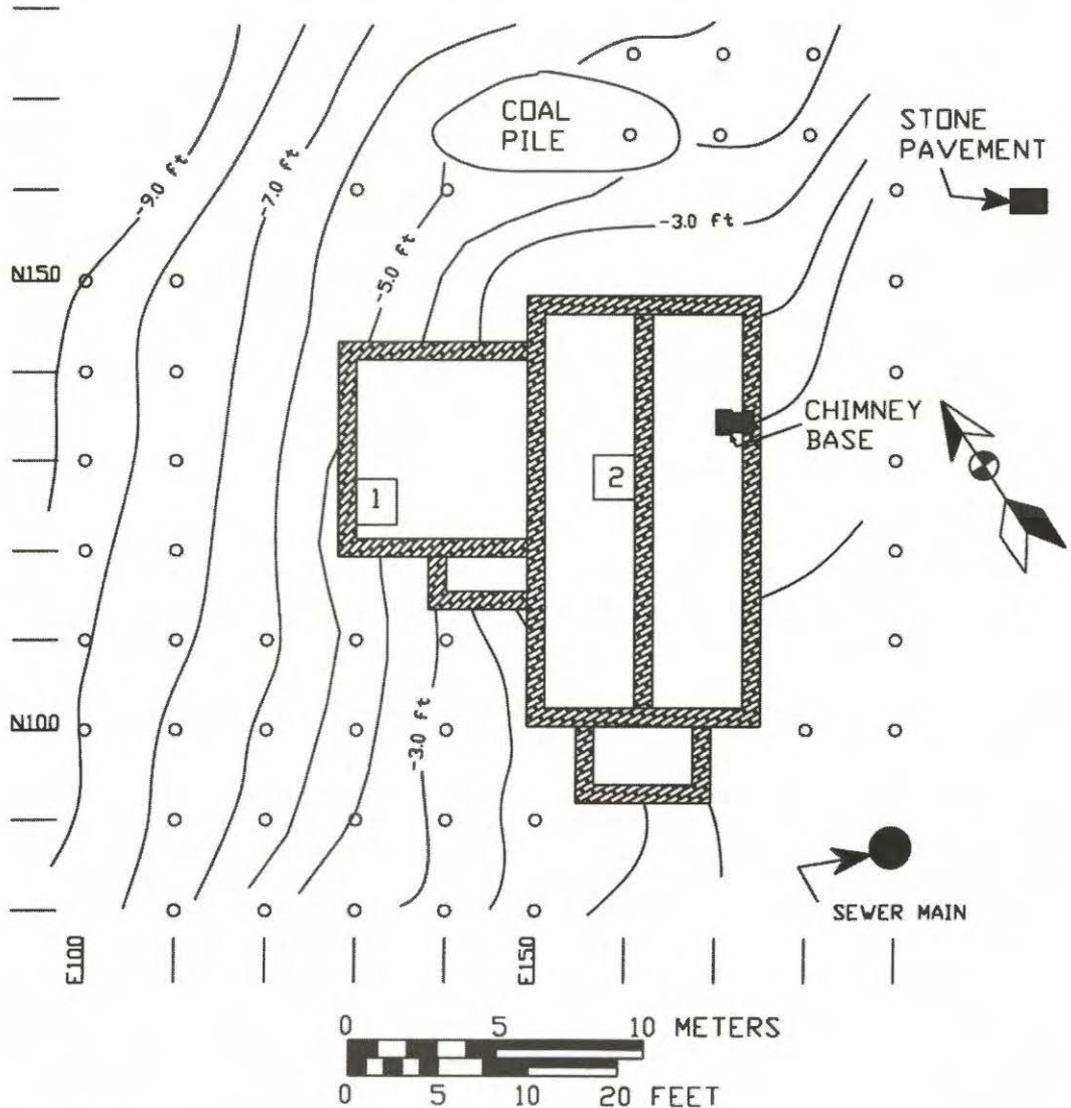 COAL
PILE
STONE
PAVEMENT
-9.0 ft
-7.0 ft
-5.0 ft
-3.0 ft
N150
CHIMNEY
BASE
1
2
N100
-3.0 ft
SEWER MAIN
E100
E150
0 5 10 METERS
0 5 10 20 FEET